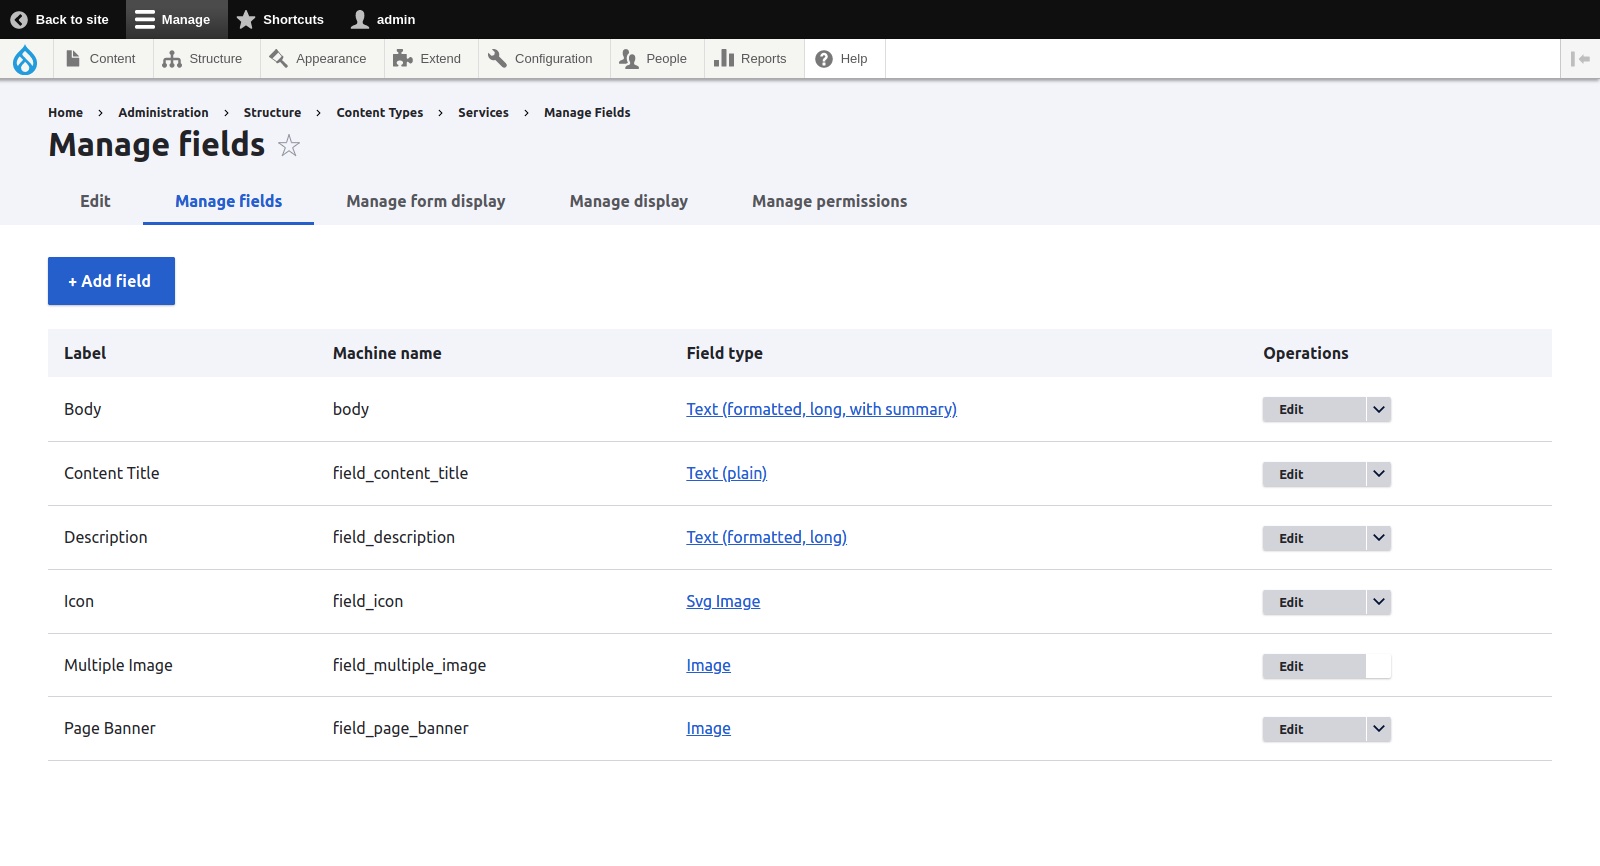 Back to site Manage Shortcuts admin
Content Structure Appearance Extend Configuration People Reports Help
Home › Administration › Structure › Content Types › Services › Manage Fields
Manage fields
Edit Manage fields Manage form display Manage display Manage permissions
+ Add field
Label Machine name Field type Operations
Body body Text (formatted, long, with summary) Edit
Content Title field_content_title Text (plain) Edit
Description field_description Text (formatted, long) Edit
Icon field_icon Svg Image Edit
Multiple Image field_multiple_image Image Edit
Page Banner field_page_banner Image Edit